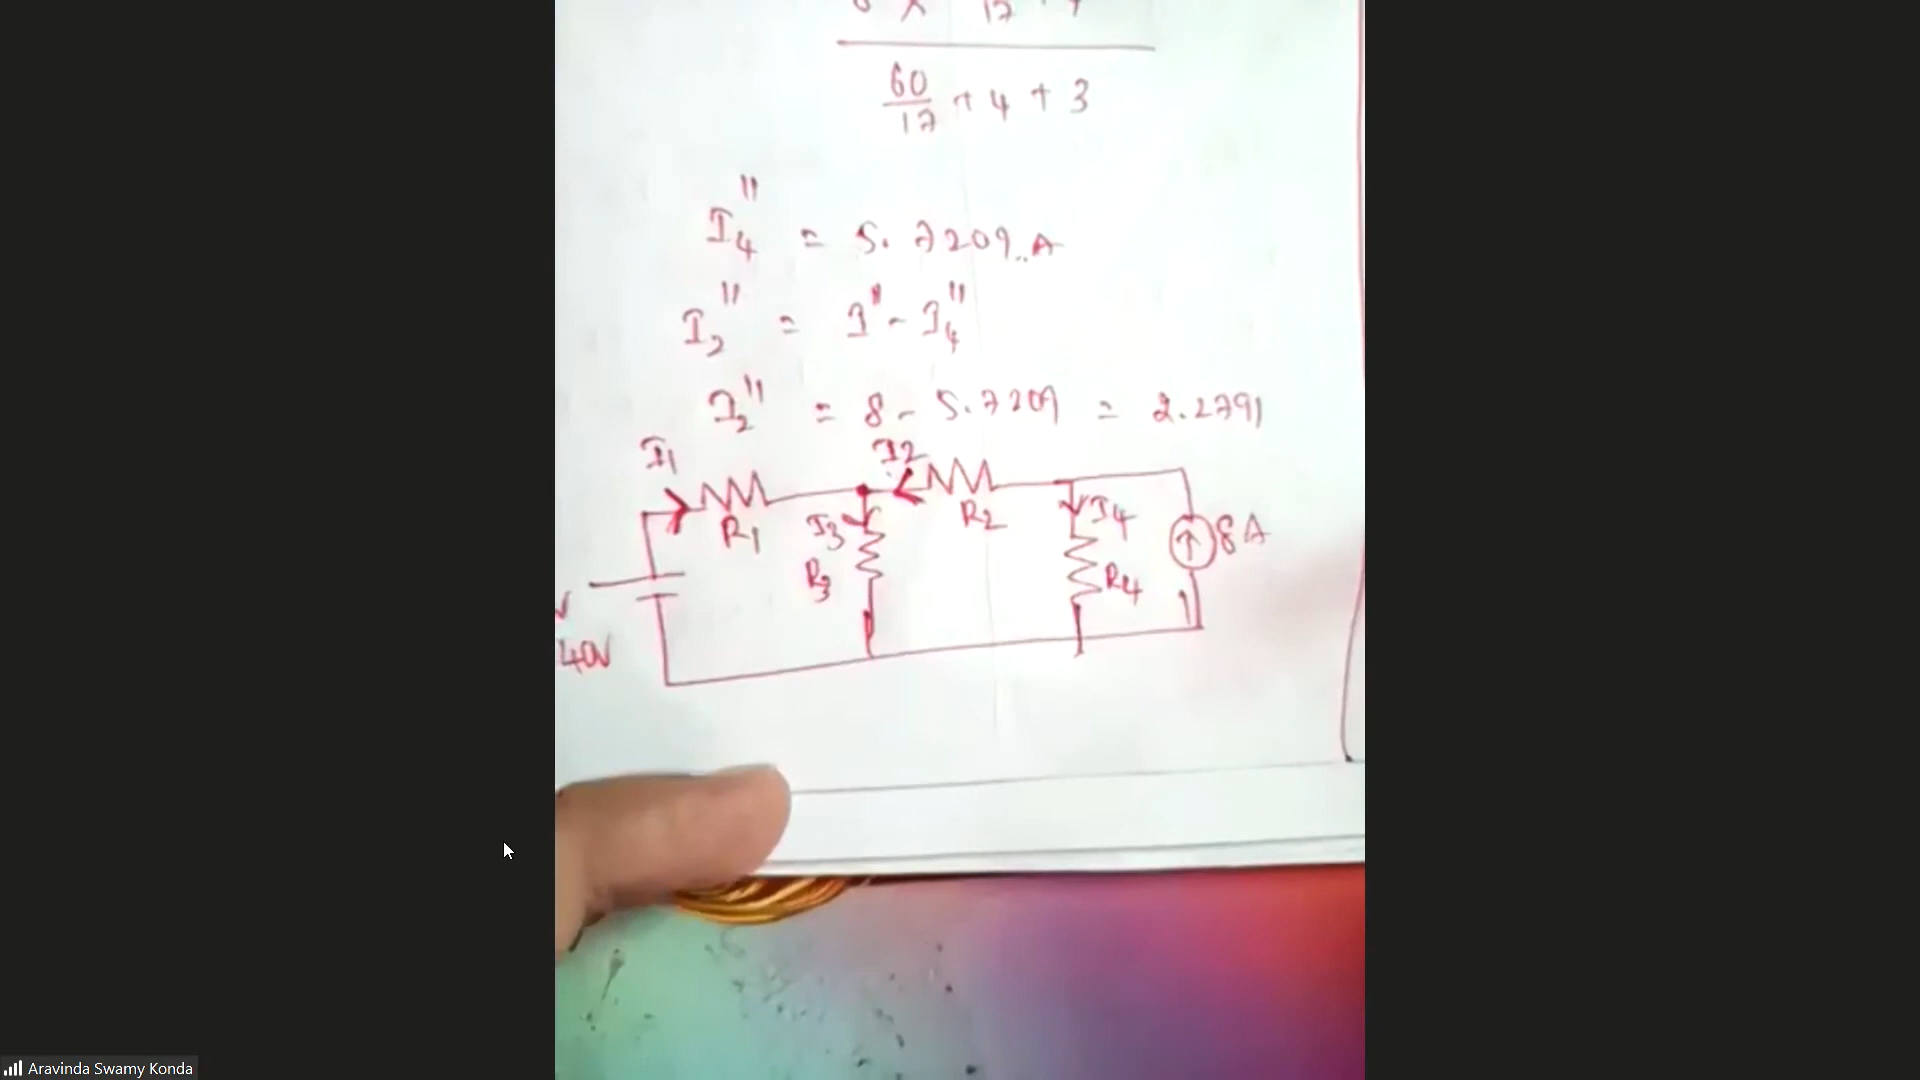 60
17
+ 4 + 3
I4'' = 5.7209 A
I2'' = I'' - I4''
I2'' = 8 - 5.7209 = 2.2791
I1
I2
R1
I3
R2
I4
8A
R3
R4
V
40V
Aravinda Swamy Konda